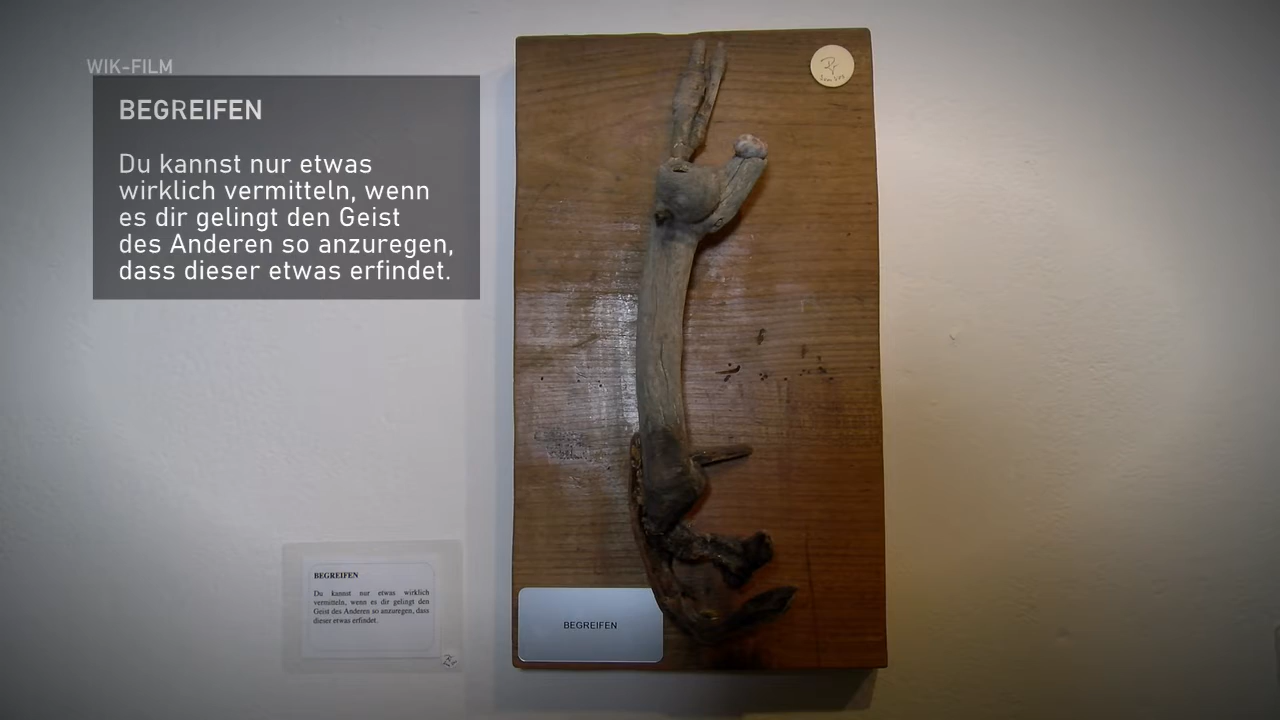 WIK-FILM
BEGREIFEN
Du kannst nur etwas
wirklich vermitteln, wenn
es dir gelingt den Geist
des Anderen so anzuregen,
dass dieser etwas erfindet.
BEGREIFEN
Du kannst nur etwas wirklich
vermitteln, wenn es dir gelingt den
Geist des Anderen so anzuregen, dass
dieser etwas erfindet.
BEGREIFEN